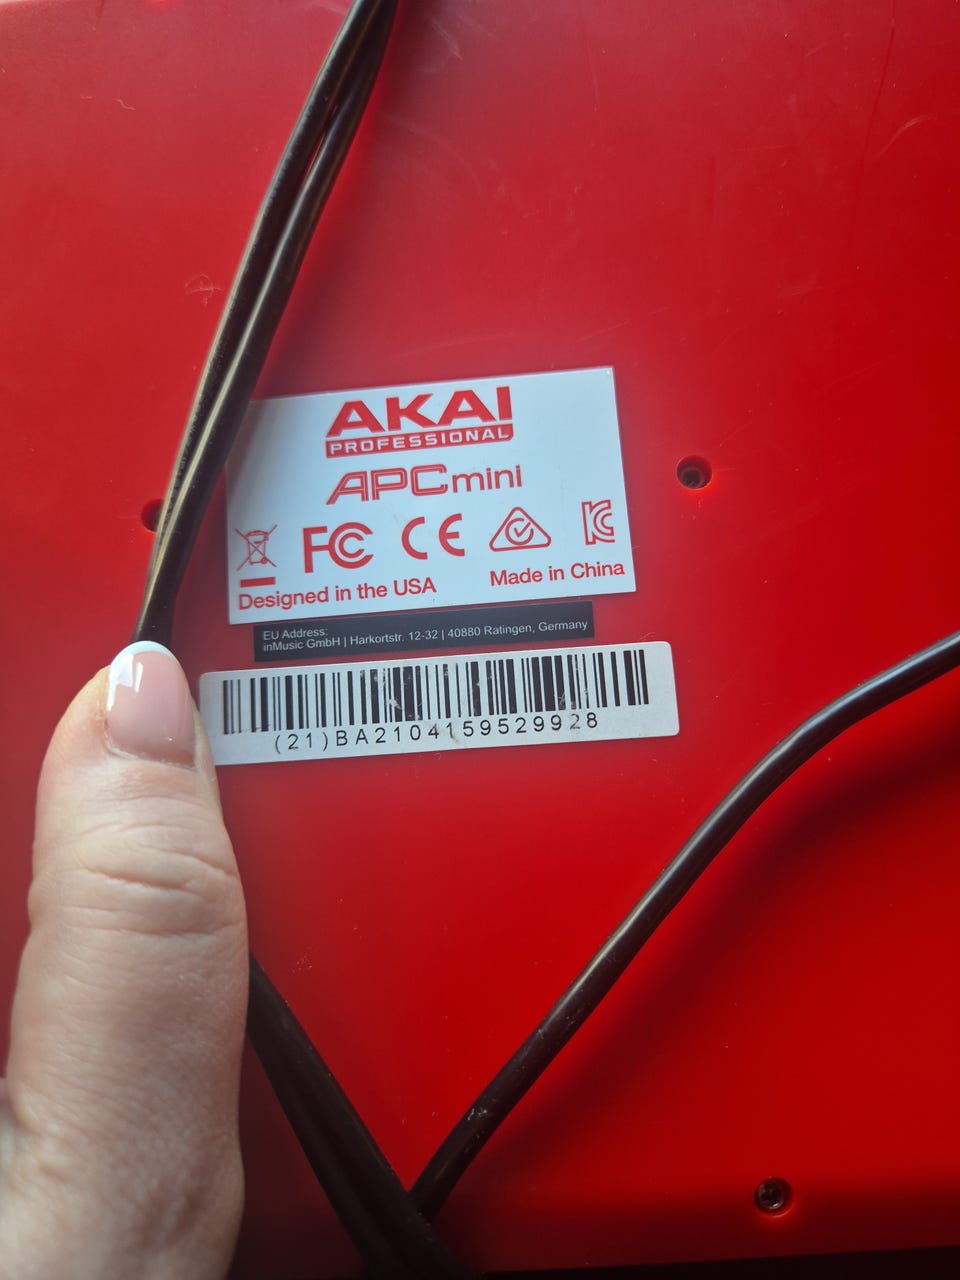 AKAI
PROFESSIONAL
APCmini
FC CE
Designed in the USA Made in China
EU Address:
inMusic GmbH | Harkortstr. 12-32 | 40880 Ratingen, Germany
(21)BA2104159529928